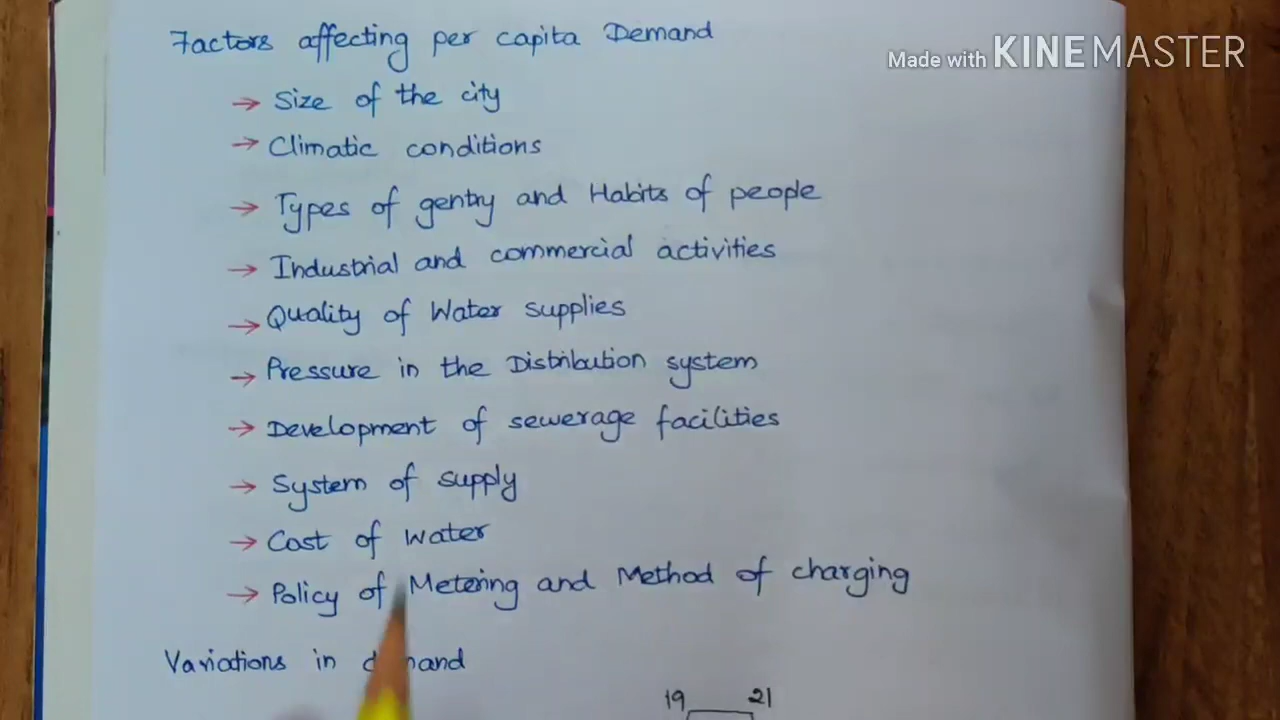 Factors affecting per capita Demand
Made with KINEMASTER
→ Size of the city
→ Climatic conditions
→ Types of gentry and Habits of people
→ Industrial and commercial activities
→ Quality of Water supplies
→ Pressure in the Distribution system
→ Development of sewerage facilities
→ System of supply
→ Cost of Water
→ Policy of Metering and Method of charging
Variations in demand
19 21